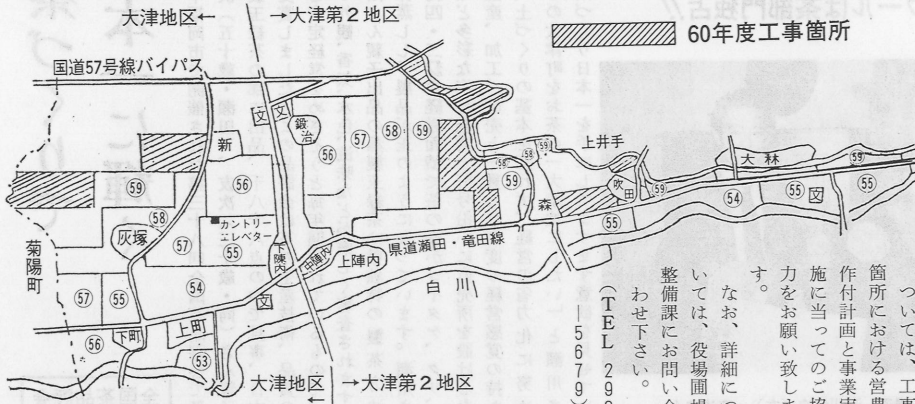 大津地区← →大津第2地区
60年度工事箇所
国道57号線バイパス
文
文
鍛治
新
56
57
58
59
上井手
58
58
59
大林
59
59
56
59
森
吹田
59
54
55
文
55
58
灰塚
カントリー
エレベター
57
55
下陣内
中陣内
上陣内
県道瀬田・竜田線
55
白川
菊陽町
57
55
54
文
56
下町
上町
53
大津地区← →大津第2地区
ついては、工事
箇所における営農
作付計画と事業実
施に当ってのご協
力をお願い致しま
す。
なお、詳細につ
いては、役場圃場
整備課にお問い合
わせ下さい。